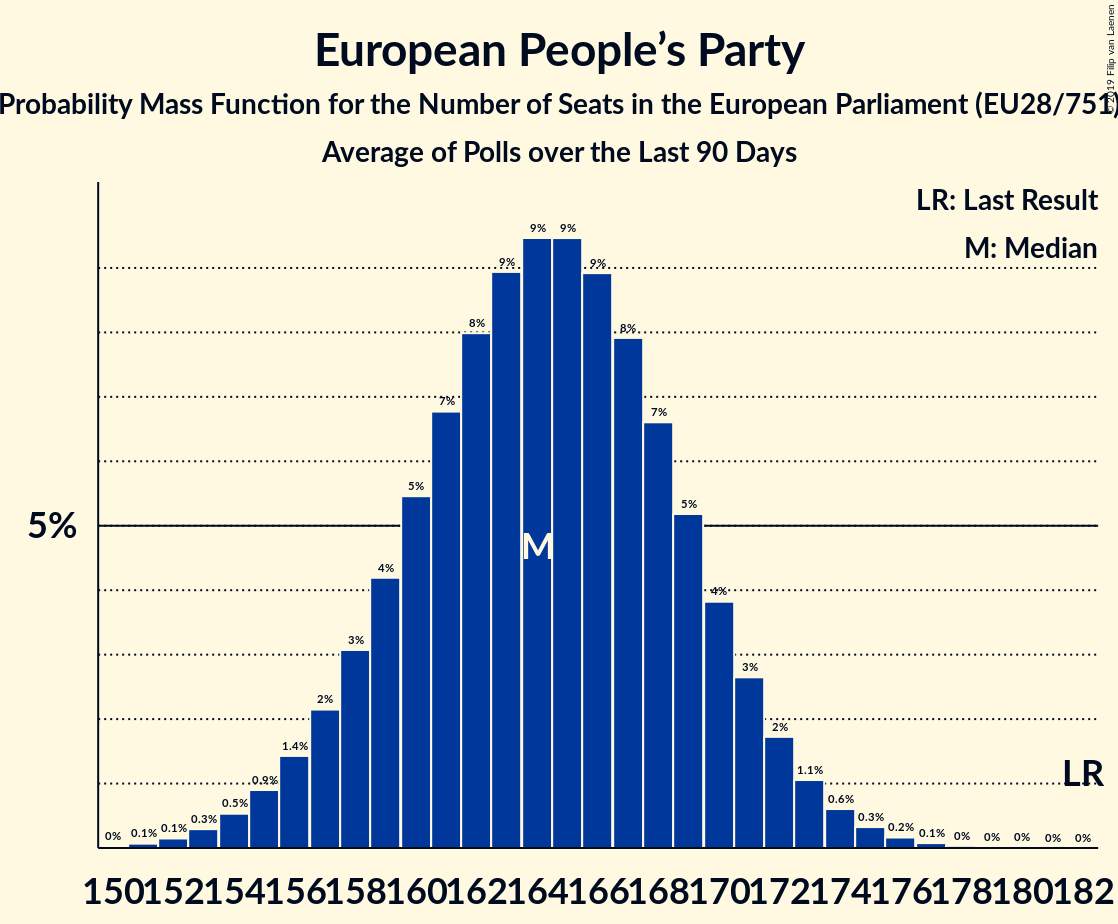 European People’s Party
Probability Mass Function for the Number of Seats in the European Parliament (EU28/751)
Average of Polls over the Last 90 Days
© 2019 Filip van Laenen
LR: Last Result
M: Median
9% 9%
9% 9%
8% 8%
7% 7%
5% 5%
5%
M
4% 4%
3% 3%
2% 2%
1.4% 1.1%
LR
0.9% 0.6%
0.5% 0.3%
0% 0.1% 0.1% 0.3% 0.2% 0.1% 0% 0% 0% 0% 0%
150 152 154 156 158 160 162 164 166 168 170 172 174 176 178 180 182